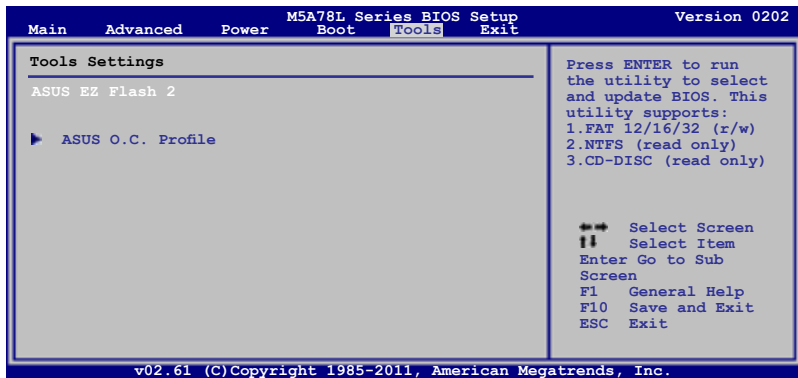 M5A78L Series BIOS Setup Version 0202
Main Advanced Power Boot Tools Exit
Tools Settings
ASUS EZ Flash 2
ASUS O.C. Profile
Press ENTER to run
the utility to select
and update BIOS. This
utility supports:
1.FAT 12/16/32 (r/w)
2.NTFS (read only)
3.CD-DISC (read only)
Select Screen
Select Item
Enter Go to Sub
Screen
F1 General Help
F10 Save and Exit
ESC Exit
v02.61 (C)Copyright 1985-2011, American Megatrends, Inc.